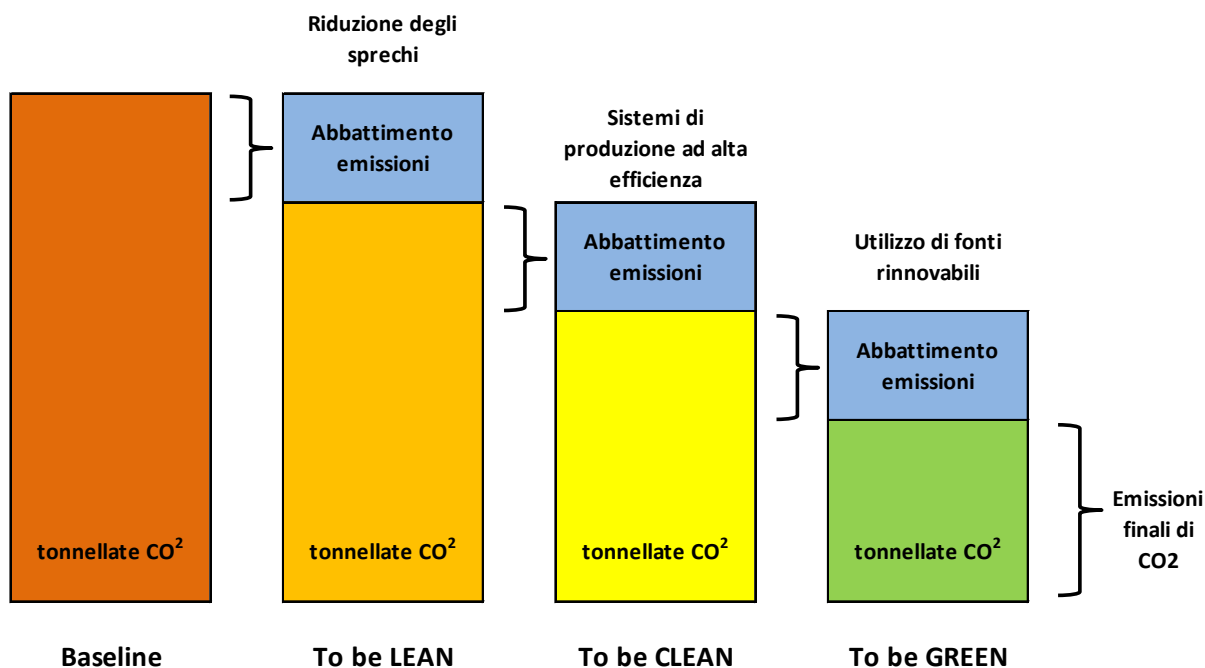 Riduzione degli
sprechi
Abbattimento
emissioni
Sistemi di
produzione ad alta
efficienza
Abbattimento
emissioni
Utilizzo di fonti
rinnovabili
Abbattimento
emissioni
tonnellate CO²
tonnellate CO²
tonnellate CO²
tonnellate CO²
Emissioni
finali di
CO2
Baseline
To be LEAN
To be CLEAN
To be GREEN